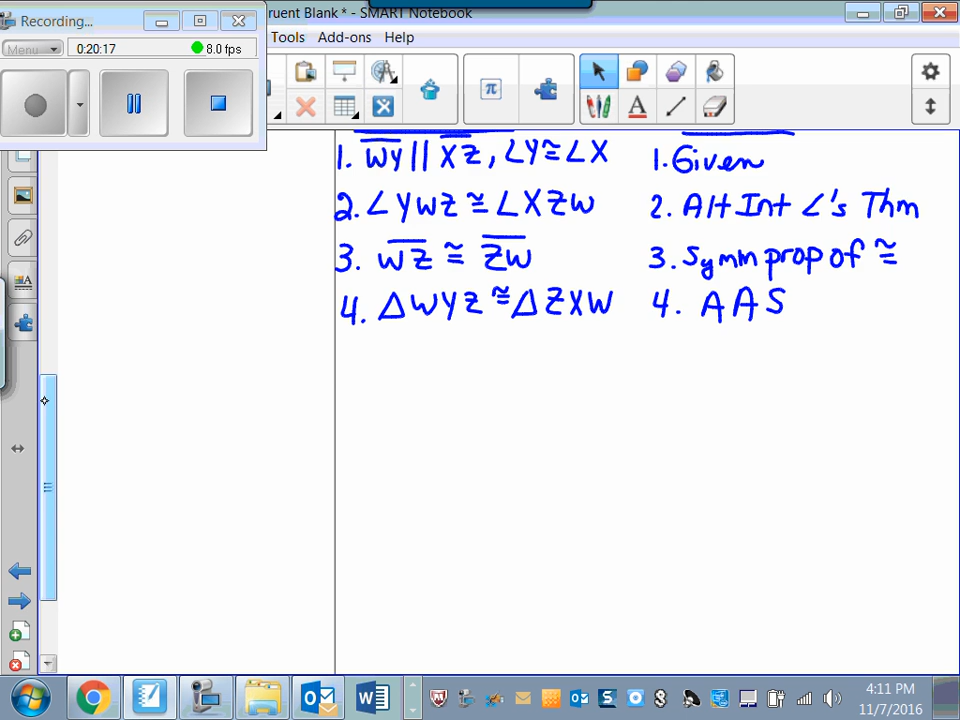 Recording...
Menu
0:20:17
8.0 fps
ruent Blank * - SMART Notebook
Tools Add-ons Help
1. WY || XZ, ∠Y≅∠X 1. Given
2. ∠YWZ ≅ ∠XZW 2. Alt Int ∠'s Thm
3. WZ ≅ ZW 3. Symm prop of ≅
4. △WYZ ≅ △ZXW 4. AAS
4:11 PM
11/7/2016